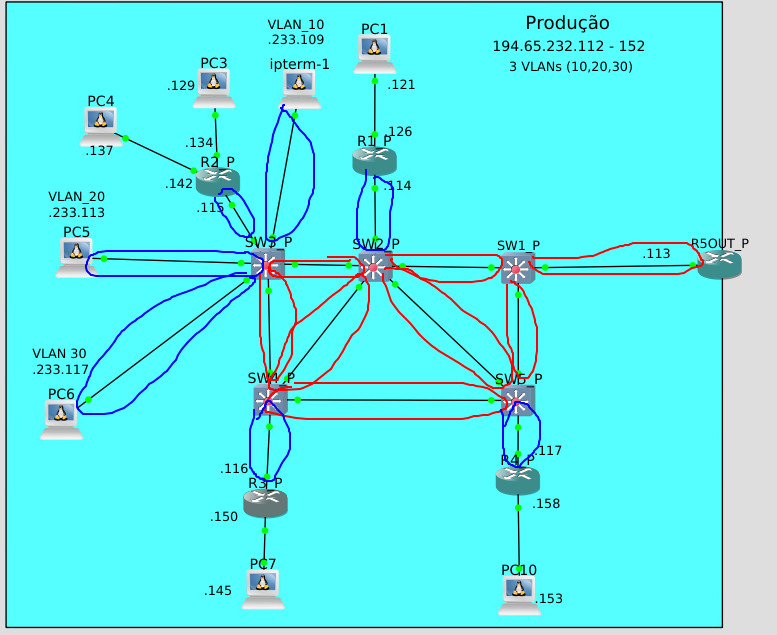 Produção
194.65.232.112 - 152
3 VLANs (10,20,30)
VLAN_10
.233.109
ipterm-1
PC1
.121
.126
R1_P
.114
PC3
.129
.134
PC4
.137
R2_P
.142
.115
VLAN_20
.233.113
PC5
SW3_P
SW2_P
SW1_P
.113
R5OUT_P
VLAN 30
.233.117
PC6
SW4_P
SW5_P
.116
R3_P
.150
.117
R4_P
.158
PC7
.145
PC10
.153